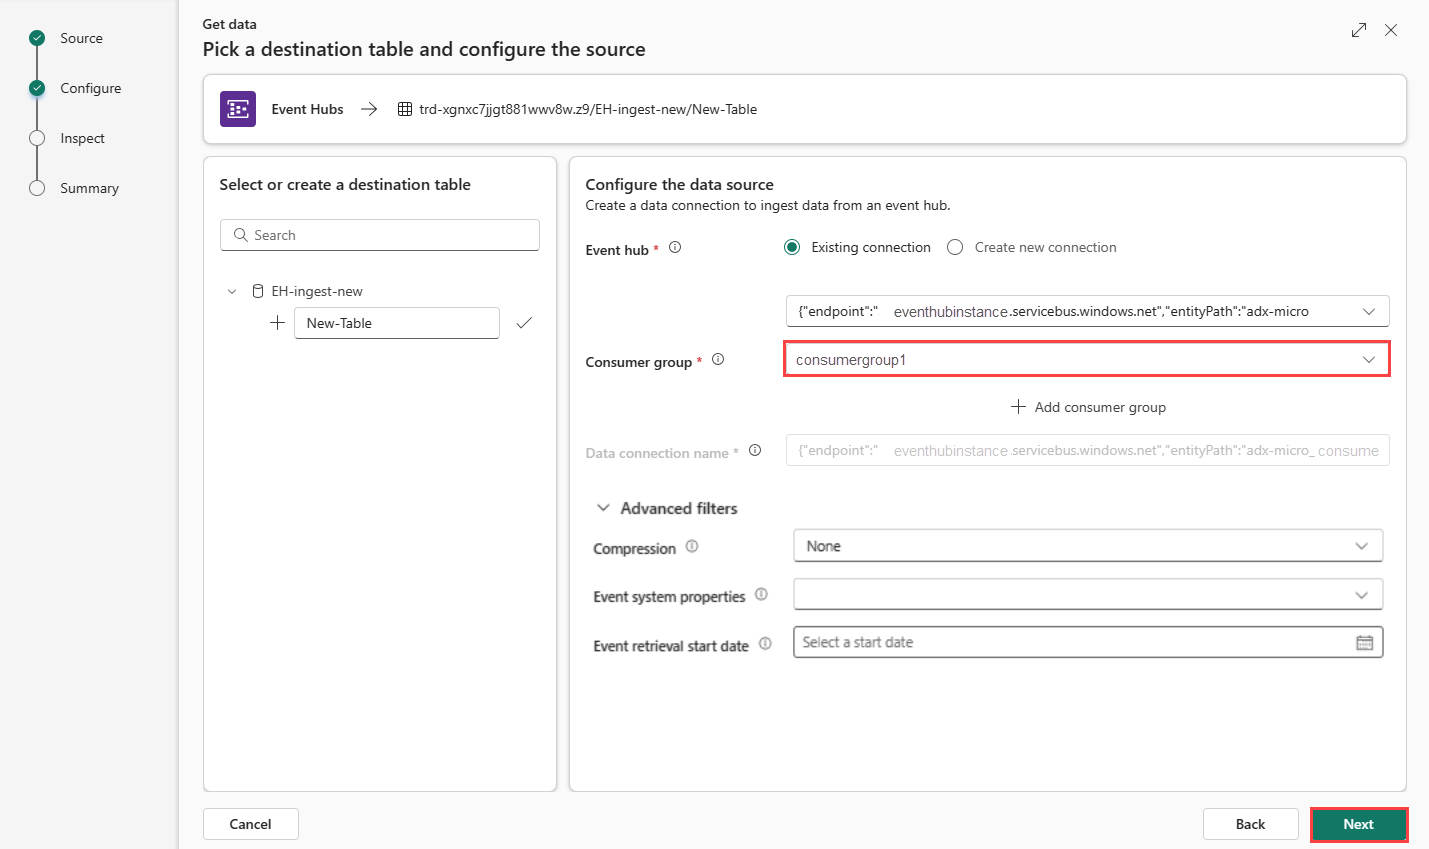 Source
Configure
Inspect
Summary
Get data
Pick a destination table and configure the source
Event Hubs → trd-xgnxc7jjgt881wwv8w.z9/EH-ingest-new/New-Table
Select or create a destination table
Search
EH-ingest-new
New-Table
Configure the data source
Create a data connection to ingest data from an event hub.
Event hub * Existing connection Create new connection
{"endpoint":" eventhubinstance.servicebus.windows.net","entityPath":"adx-micro
Consumer group * consumergroup1
+ Add consumer group
Data connection name * {"endpoint":" eventhubinstance.servicebus.windows.net","entityPath":"adx-micro_consume
Advanced filters
Compression None
Event system properties
Event retrieval start date Select a start date
Cancel Back Next